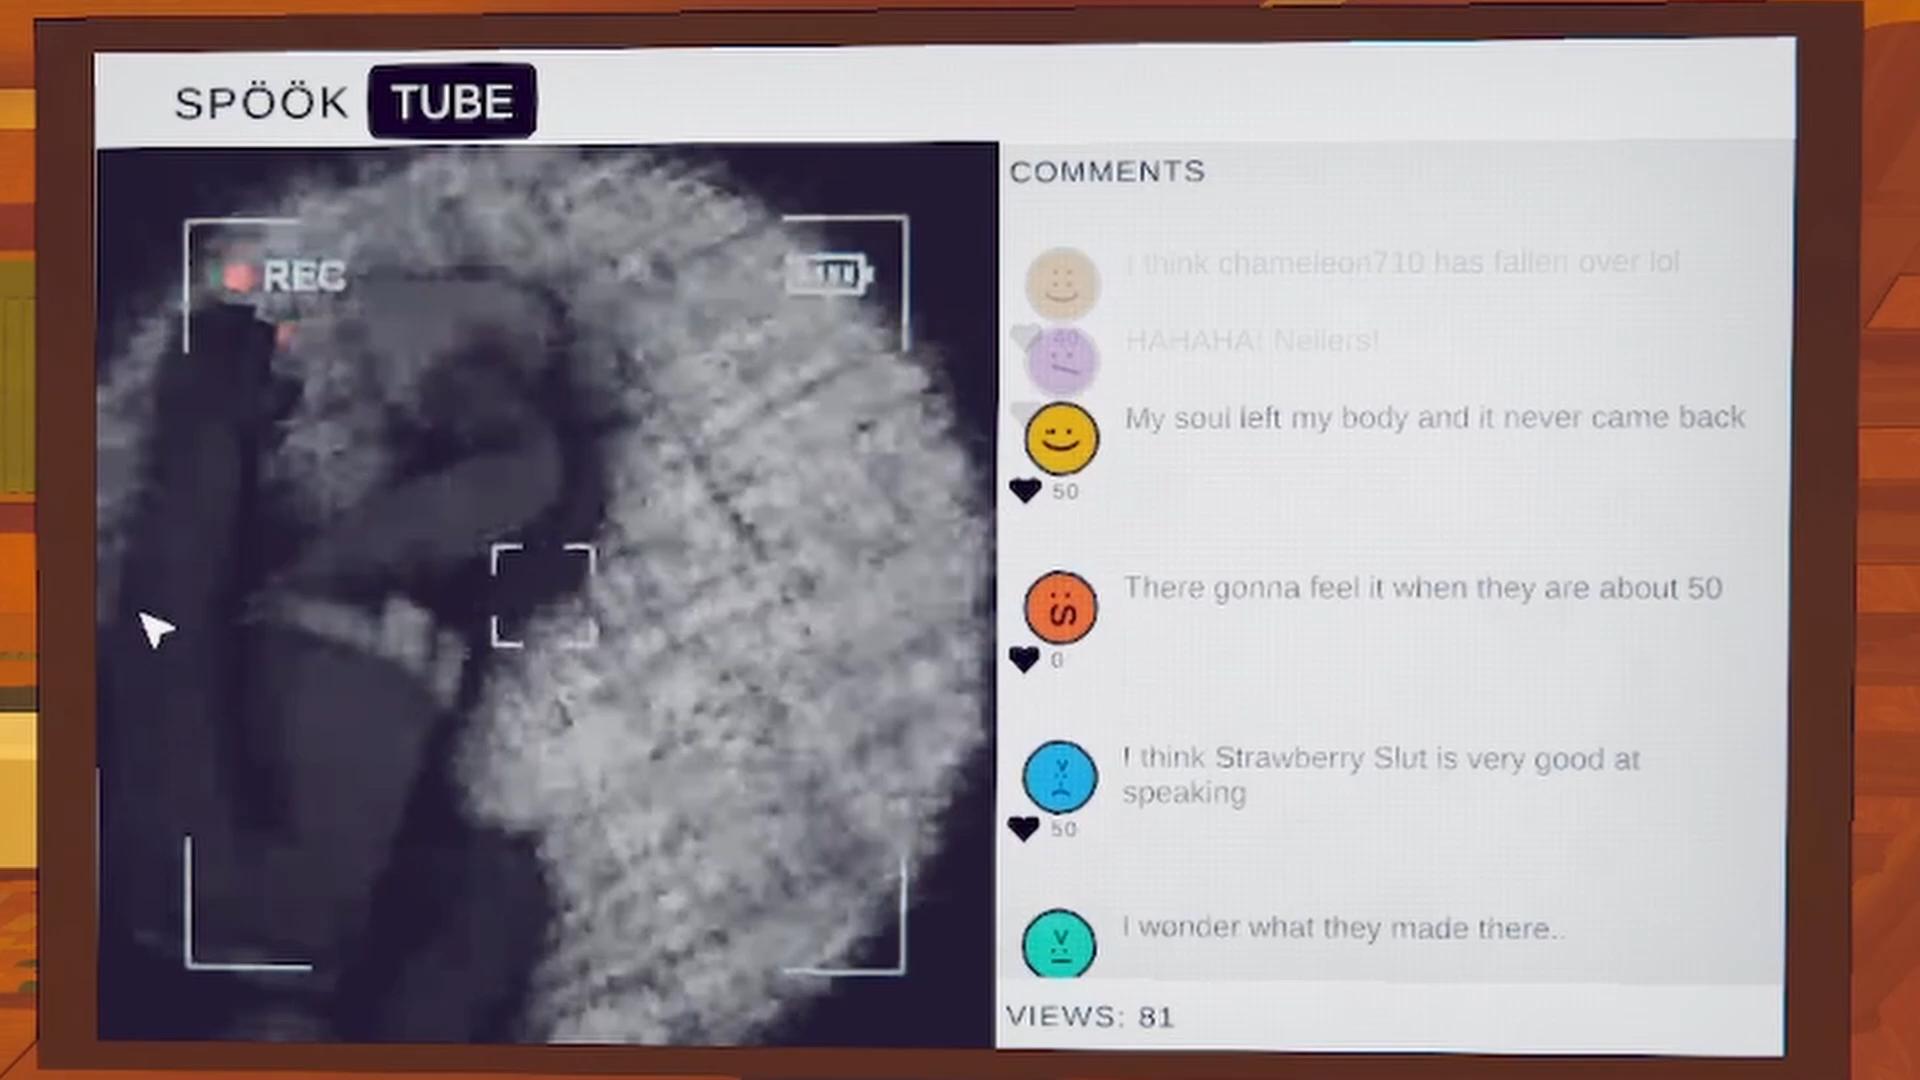 SPÖÖK TUBE
REC
COMMENTS
I think chameleon710 has fallen over lol
40
HAHAHA! Nellers!
My soul left my body and it never came back
50
There gonna feel it when they are about 50
0
I think Strawberry Slut is very good at
speaking
50
I wonder what they made there..
VIEWS: 81